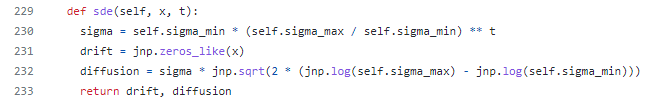 229 def sde(self, x, t):
230 sigma = self.sigma_min * (self.sigma_max / self.sigma_min) ** t
231 drift = jnp.zeros_like(x)
232 diffusion = sigma * jnp.sqrt(2 * (jnp.log(self.sigma_max) - jnp.log(self.sigma_min)))
233 return drift, diffusion